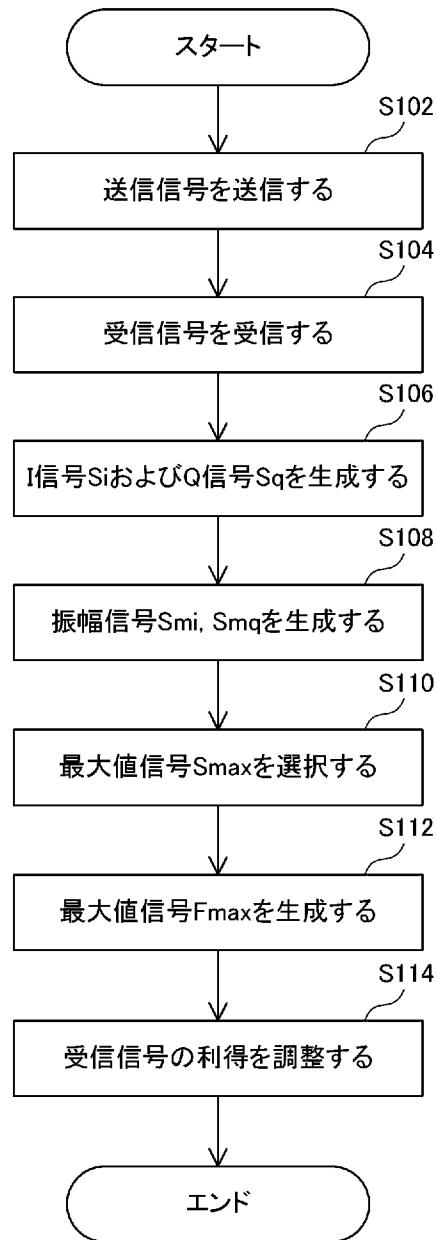 スタート
S102
送信信号を送信する
S104
受信信号を受信する
S106
I信号SiおよびQ信号Sqを生成する
S108
振幅信号Smi, Smqを生成する
S110
最大値信号Smaxを選択する
S112
最大値信号Fmaxを生成する
S114
受信信号の利得を調整する
エンド